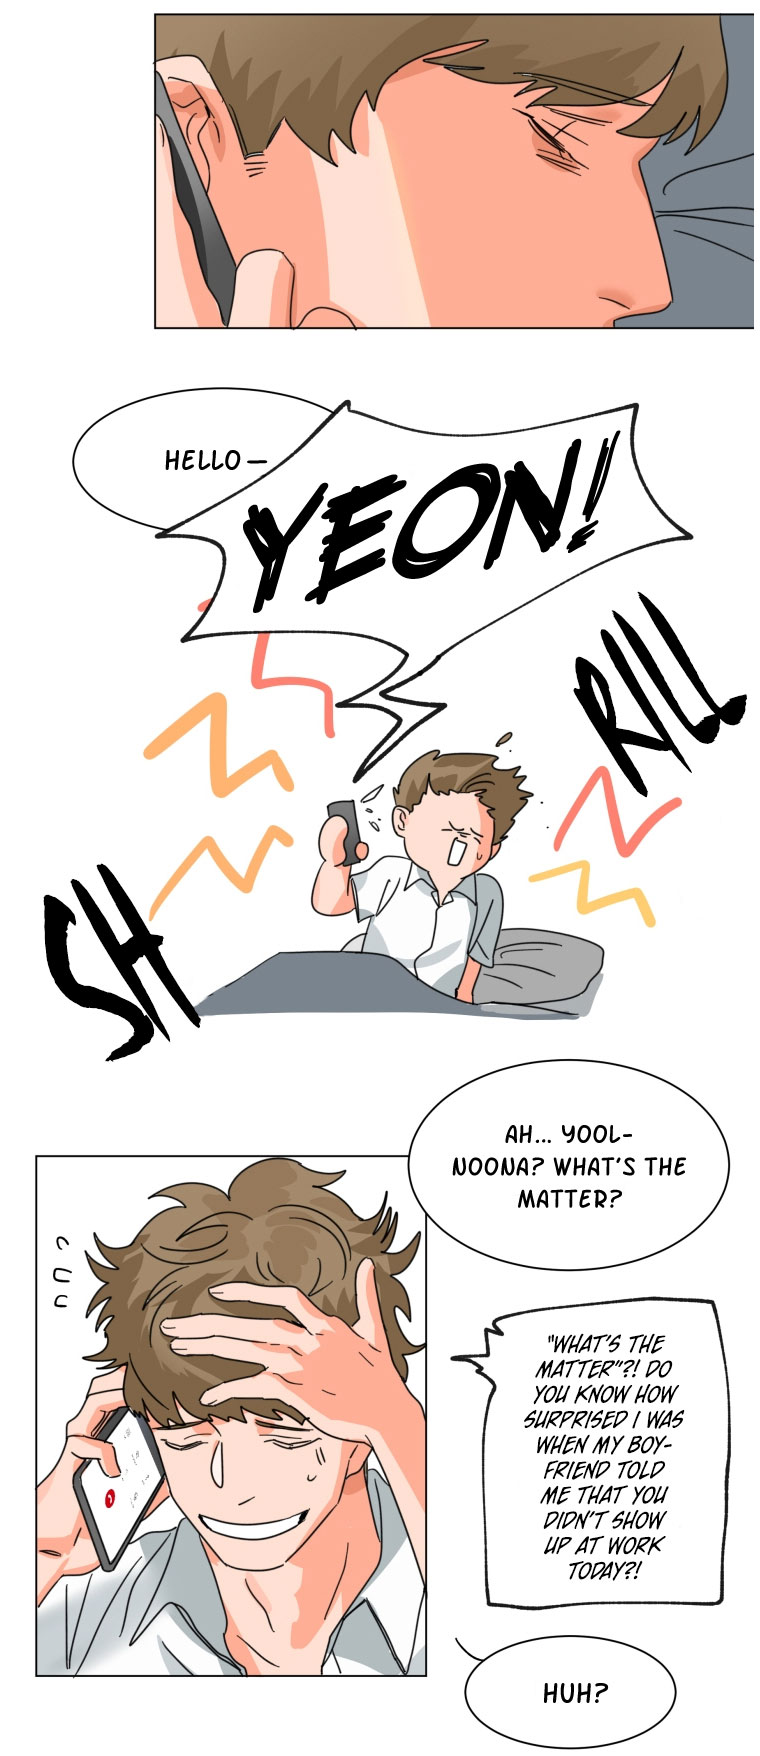 HELLO—
YEON!
SH
RILL
AH... YOOL-
NOONA? WHAT'S THE
MATTER?
"WHAT'S THE
MATTER"?! DO
YOU KNOW HOW
SURPRISED I WAS
WHEN MY BOY-
FRIEND TOLD
ME THAT YOU
DIDN'T SHOW
UP AT WORK
TODAY?!
HUH?